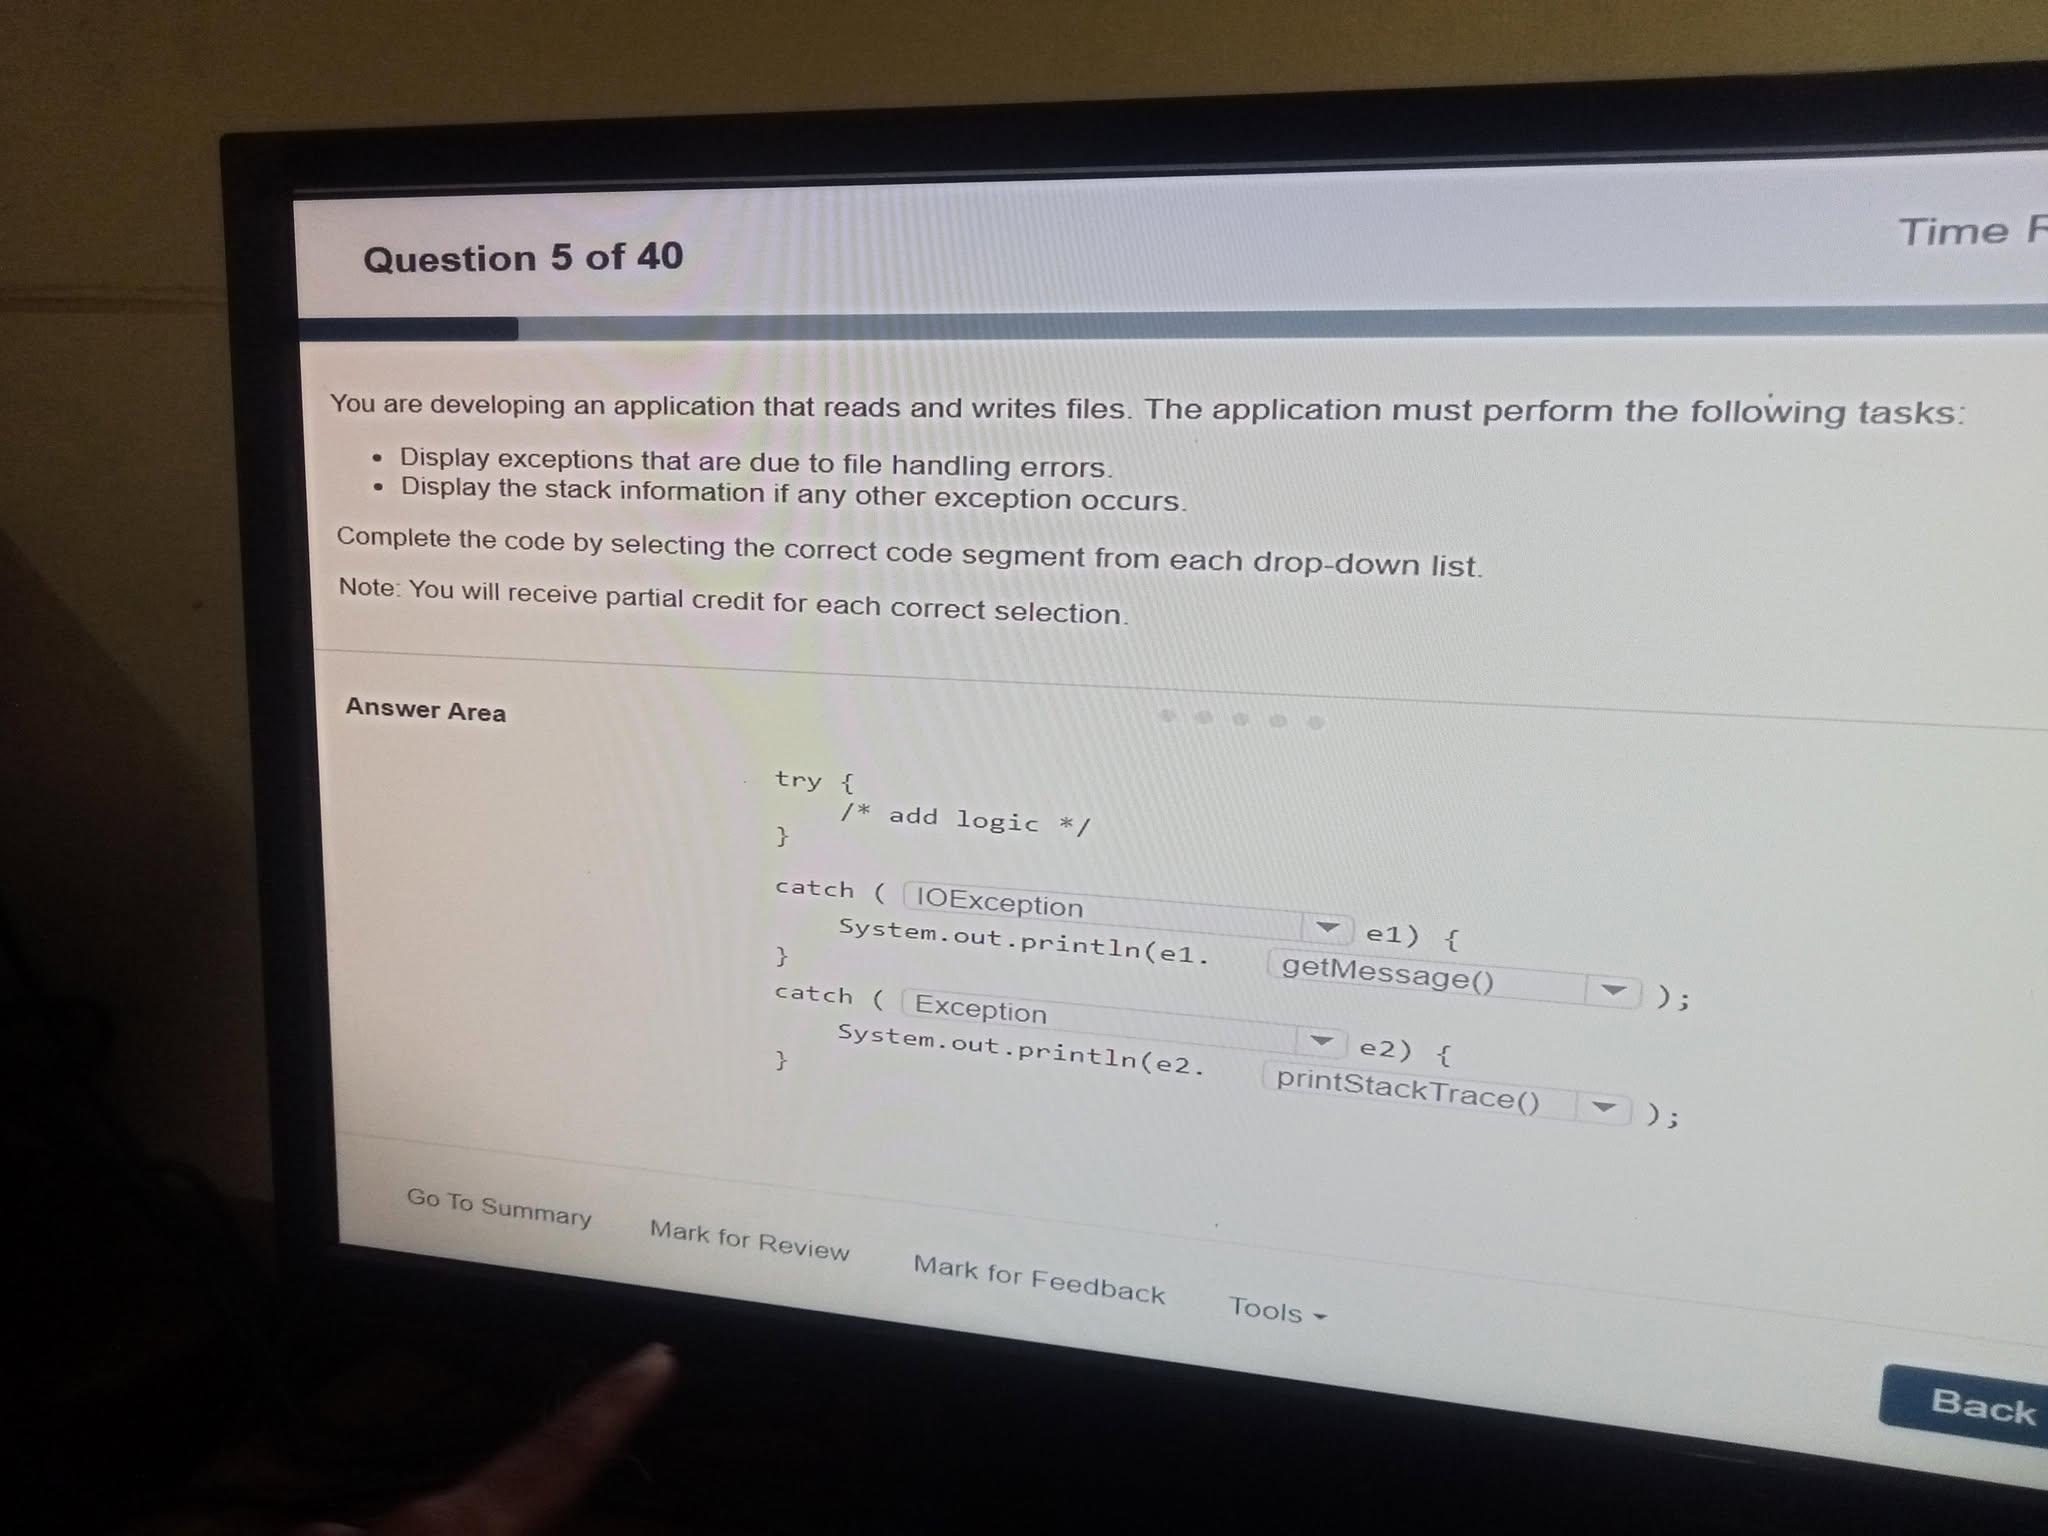 Question 5 of 40
Time
You are developing an application that reads and writes files. The application must perform the following tasks:
• Display exceptions that are due to file handling errors.
• Display the stack information if any other exception occurs.
Complete the code by selecting the correct code segment from each drop-down list.
Note: You will receive partial credit for each correct selection.
Answer Area
try {
/* add logic */
}
catch ( IOException e1) {
System.out.println(e1. getMessage() );
}
catch ( Exception e2) {
System.out.println(e2. printStackTrace() );
}
Go To Summary
Mark for Review
Mark for Feedback
Tools
Back